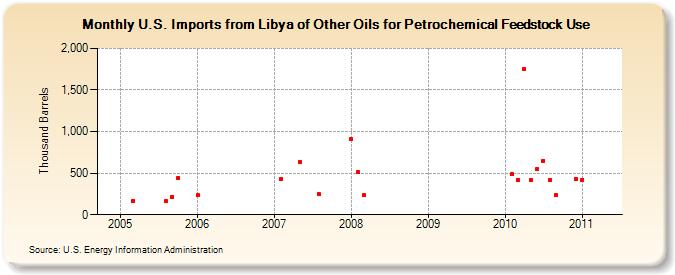 Monthly U.S. Imports from Libya of Other Oils for Petrochemical Feedstock Use
Thousand Barrels
2,000
1,500
1,000
500
0
2005 2006 2007 2008 2009 2010 2011
Source: U.S. Energy Information Administration